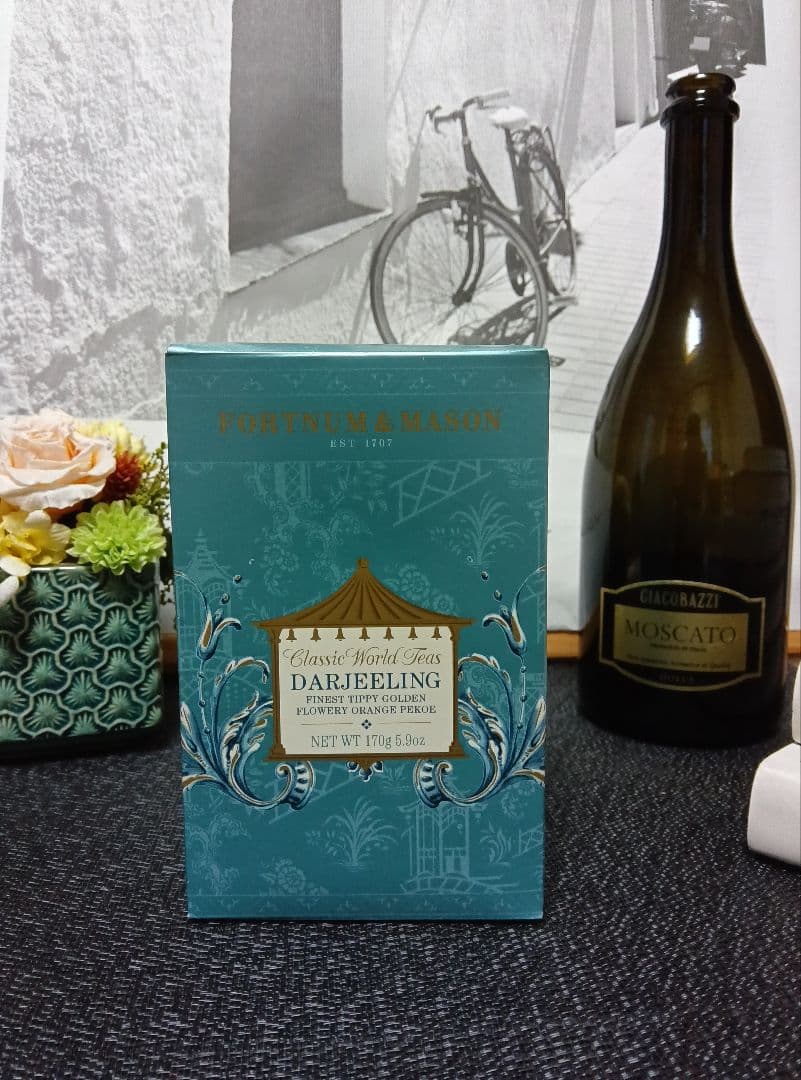 FORTNUM & MASON
EST 1707
Classic World Teas
DARJEELING
FINEST TIPPY GOLDEN
FLOWERY ORANGE PEKOE
NET WT 170g 5.9oz
GIACOBAZZI
MOSCATO
DOLCE